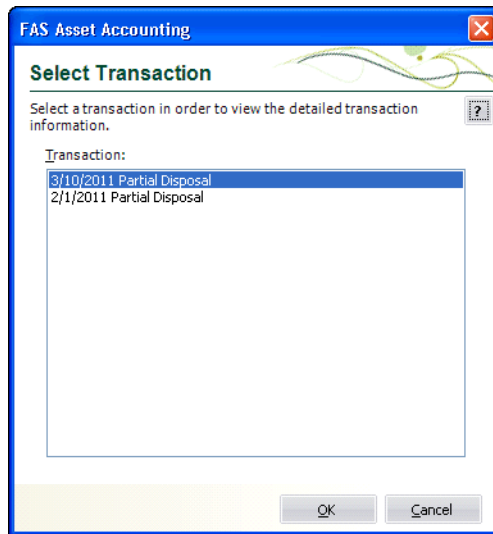 FAS Asset Accounting
Select Transaction
Select a transaction in order to view the detailed transaction
information.
?
Transaction:
3/10/2011 Partial Disposal
2/1/2011 Partial Disposal
OK
Cancel